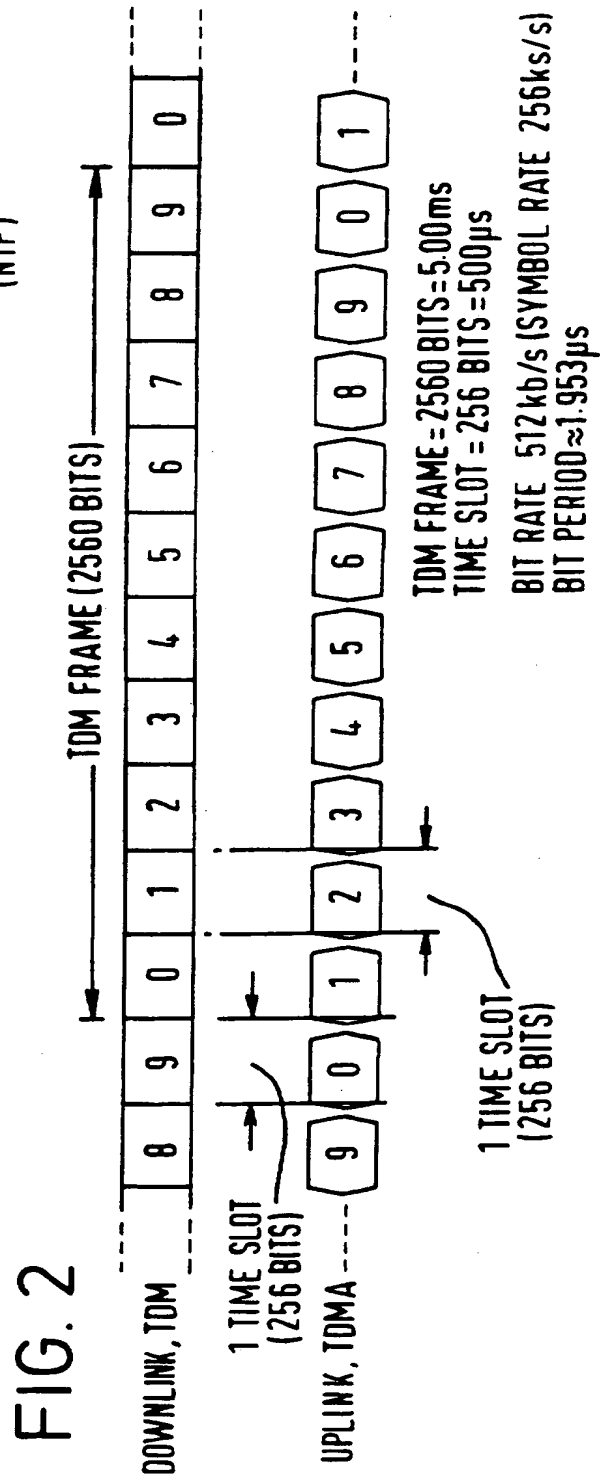 (NTP)
FIG. 2
TDM FRAME (2560 BITS)
DOWNLINK, TDM
8 9 0 1 2 3 4 5 6 7 8 9 0
1 TIME SLOT
(256 BITS)
UPLINK, TDMA
9 0 1 2 3 4 5 6 7 8 9 0 1
1 TIME SLOT
(256 BITS)
TDM FRAME = 2560 BITS = 5.00ms
TIME SLOT = 256 BITS = 500µs
BIT RATE 512kb/s (SYMBOL RATE 256ks/s)
BIT PERIOD ≈ 1.953µs